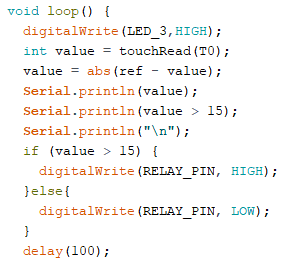 void loop() {
  digitalWrite(LED_3,HIGH);
  int value = touchRead(T0);
  value = abs(ref - value);
  Serial.println(value);
  Serial.println(value > 15);
  Serial.println("\n");
  if (value > 15) {
    digitalWrite(RELAY_PIN, HIGH);
  }else{
    digitalWrite(RELAY_PIN, LOW);
  }
  delay(100);